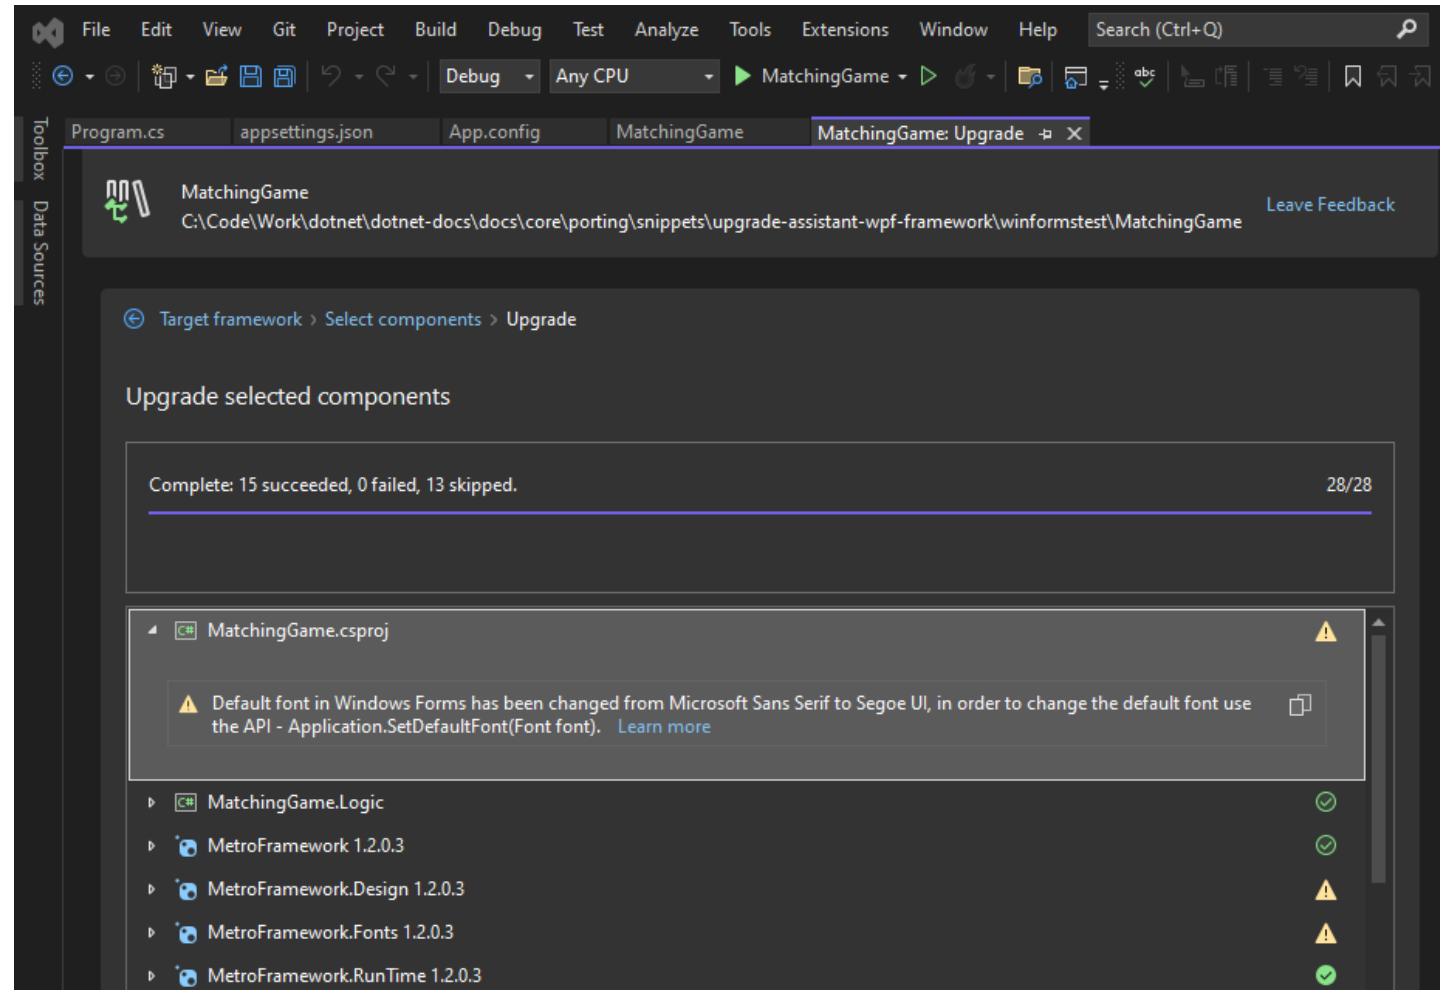 File Edit View Git Project Build Debug Test Analyze Tools Extensions Window Help Search (Ctrl+Q)
Debug Any CPU MatchingGame
Toolbox
Data Sources
Program.cs appsettings.json App.config MatchingGame MatchingGame: Upgrade
MatchingGame
C:\Code\Work\dotnet\dotnet-docs\docs\core\porting\snippets\upgrade-assistant-wpf-framework\winformstest\MatchingGame
Leave Feedback
Target framework > Select components > Upgrade
Upgrade selected components
Complete: 15 succeeded, 0 failed, 13 skipped. 28/28
C# MatchingGame.csproj
Default font in Windows Forms has been changed from Microsoft Sans Serif to Segoe UI, in order to change the default font use
the API - Application.SetDefaultFont(Font font). Learn more
C# MatchingGame.Logic
MetroFramework 1.2.0.3
MetroFramework.Design 1.2.0.3
MetroFramework.Fonts 1.2.0.3
MetroFramework.RunTime 1.2.0.3